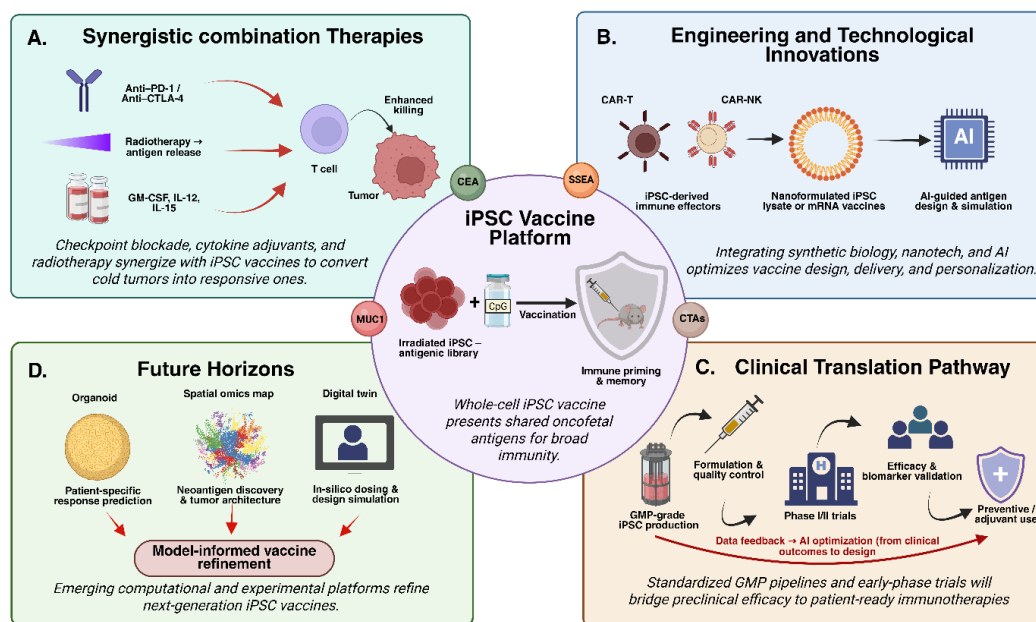 A. Synergistic combination Therapies
Anti–PD-1 /
Anti–CTLA-4
Radiotherapy →
antigen release
GM-CSF, IL-12,
IL-15
T cell
Enhanced
killing
Tumor
Checkpoint blockade, cytokine adjuvants, and
radiotherapy synergize with iPSC vaccines to convert
cold tumors into responsive ones.
B. Engineering and Technological
Innovations
CAR-T
CAR-NK
AI
iPSC-derived
immune effectors
Nanoformulated iPSC
lysate or mRNA vaccines
AI-guided antigen
design & simulation
Integrating synthetic biology, nanotech, and AI
optimizes vaccine design, delivery, and personalization.
CEA
SSEA
MUC1
CTAs
iPSC Vaccine
Platform
+
CpG
Vaccination
Irradiated iPSC –
antigenic library
Immune priming
& memory
Whole-cell iPSC vaccine
presents shared oncofetal
antigens for broad
immunity.
C. Clinical Translation Pathway
GMP-grade
iPSC production
Formulation &
quality control
H
Phase I/II trials
Efficacy &
biomarker validation
Preventive /
adjuvant use
Data feedback → AI optimization (from clinical
outcomes to design
Standardized GMP pipelines and early-phase trials will
bridge preclinical efficacy to patient-ready immunotherapies
D. Future Horizons
Organoid
Spatial omics map
Digital twin
Patient-specific
response prediction
Neoantigen discovery
& tumor architecture
In-silico dosing &
design simulation
Model-informed vaccine
refinement
Emerging computational and experimental platforms refine
next-generation iPSC vaccines.